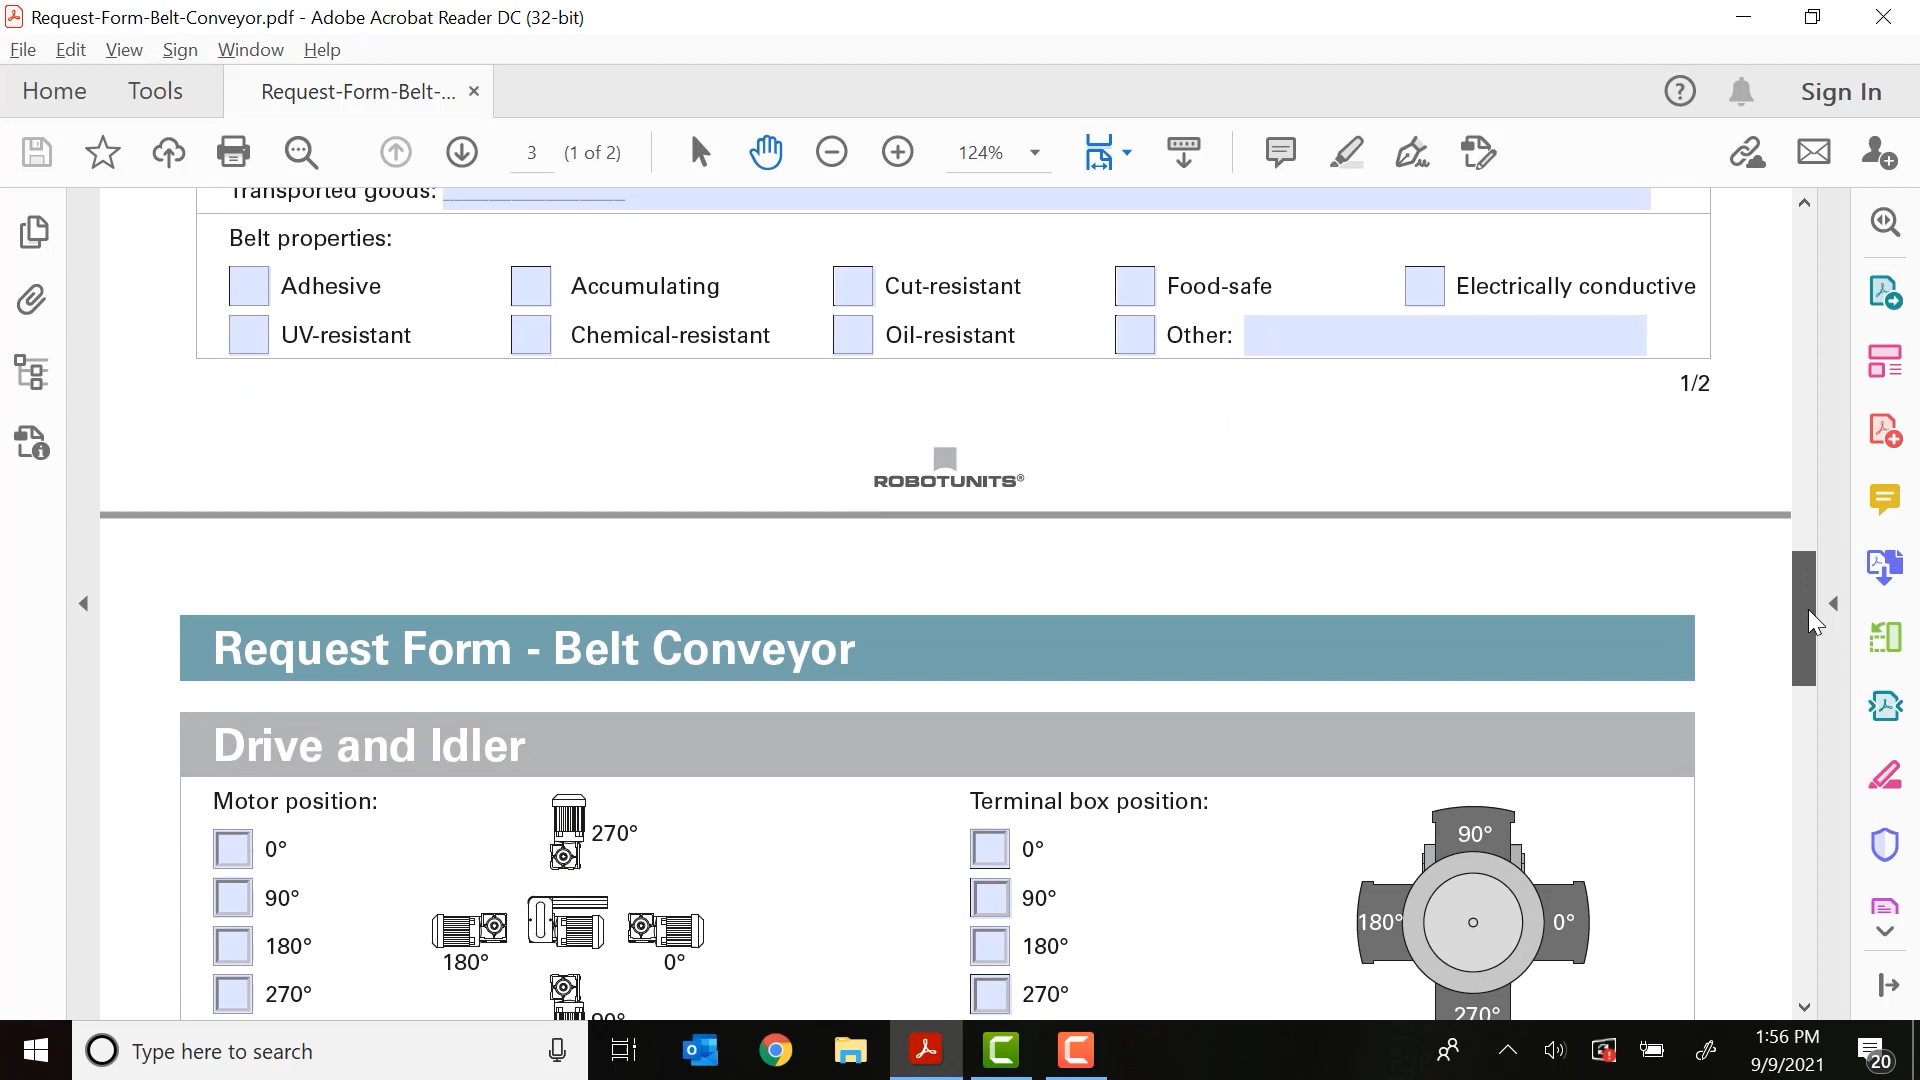 Request-Form-Belt-Conveyor.pdf - Adobe Acrobat Reader DC (32-bit)
File Edit View Sign Window Help
Home Tools Request-Form-Belt-... × ? Sign In
3 (1 of 2) 124%
Transported goods:
Belt properties:
Adhesive Accumulating Cut-resistant Food-safe Electrically conductive
UV-resistant Chemical-resistant Oil-resistant Other:
1/2
ROBOTUNITS®
Request Form - Belt Conveyor
Drive and Idler
Motor position: Terminal box position:
270° 90°
0° 0°
90° 90°
180° 0°
180° 180°
180° 0°
270° 270°
90° 270°
Type here to search
1:56 PM
9/9/2021
20